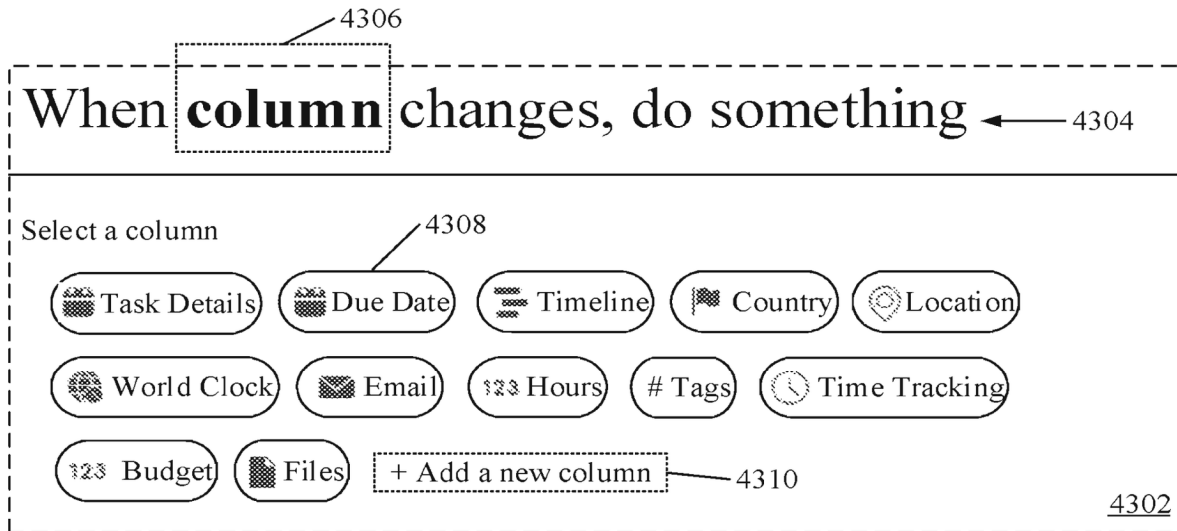 4306
When column changes, do something 4304
Select a column 4308
Task Details Due Date Timeline Country Location
World Clock Email 123 Hours # Tags Time Tracking
123 Budget Files + Add a new column 4310
4302